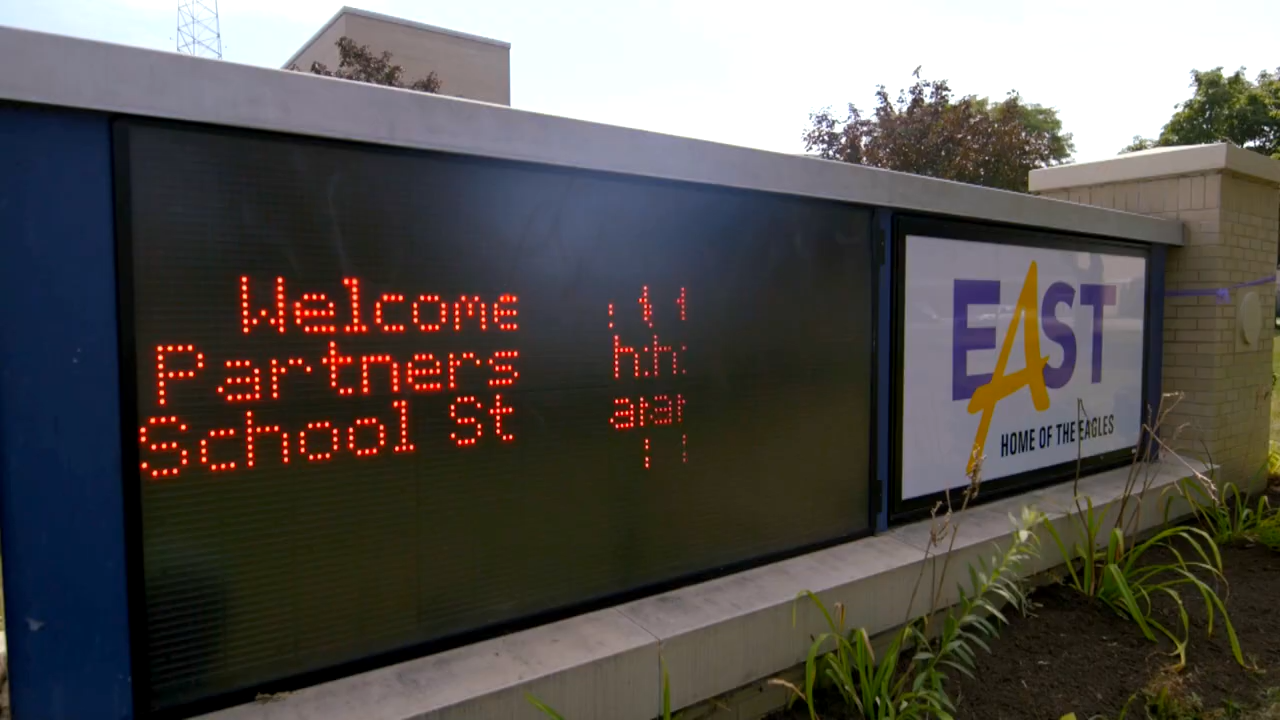 Welcome
Partners
School St
EAST
HOME OF THE EAGLES